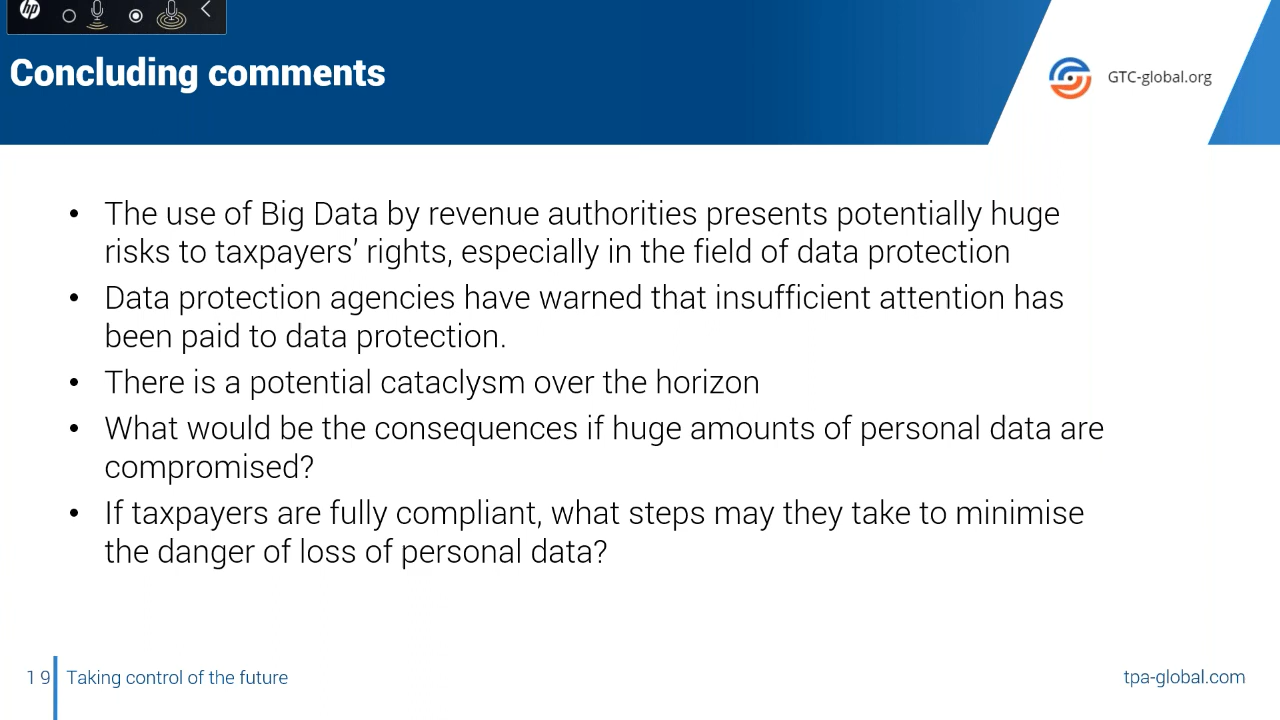 hp
Concluding comments
GTC-global.org
• The use of Big Data by revenue authorities presents potentially huge
risks to taxpayers’ rights, especially in the field of data protection
• Data protection agencies have warned that insufficient attention has
been paid to data protection.
• There is a potential cataclysm over the horizon
• What would be the consequences if huge amounts of personal data are
compromised?
• If taxpayers are fully compliant, what steps may they take to minimise
the danger of loss of personal data?
19 Taking control of the future
tpa-global.com